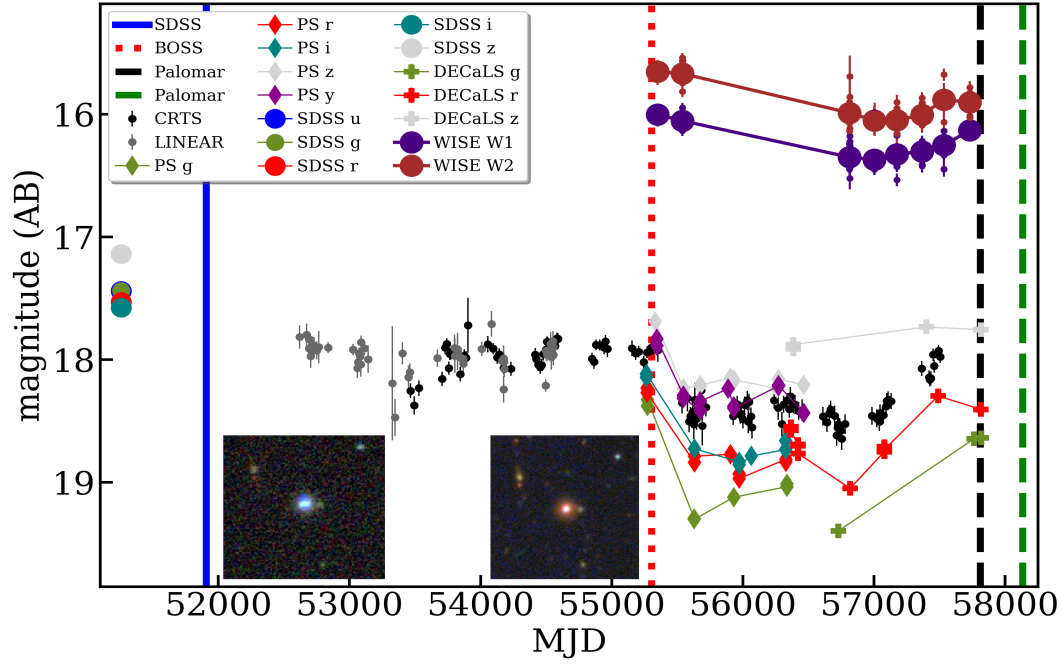 SDSS
BOSS
Palomar
Palomar
CRTS
LINEAR
PS g
PS r
PS i
PS z
PS y
SDSS u
SDSS g
SDSS r
SDSS i
SDSS z
DECaLS g
DECaLS r
DECaLS z
WISE W1
WISE W2
magnitude (AB)
16
17
18
19
52000 53000 54000 55000 56000 57000 58000
MJD